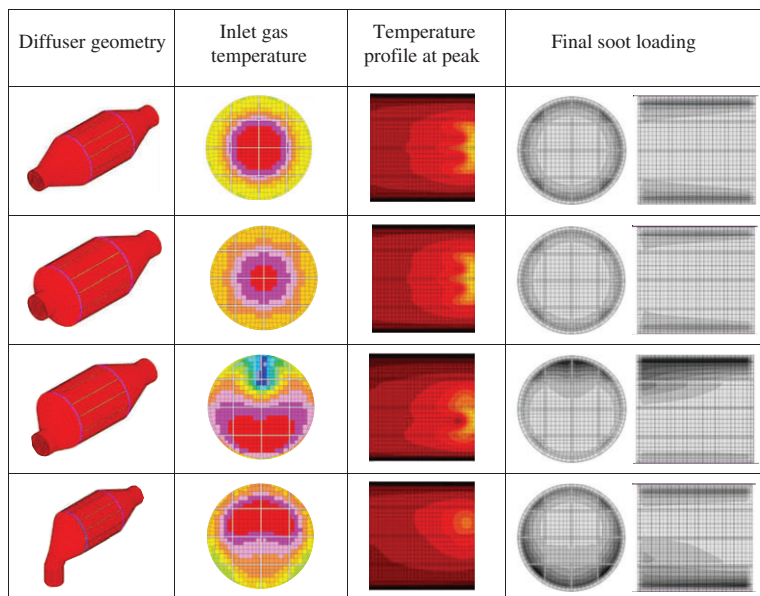 Diffuser geometry
Inlet gas
temperature
Temperature
profile at peak
Final soot loading